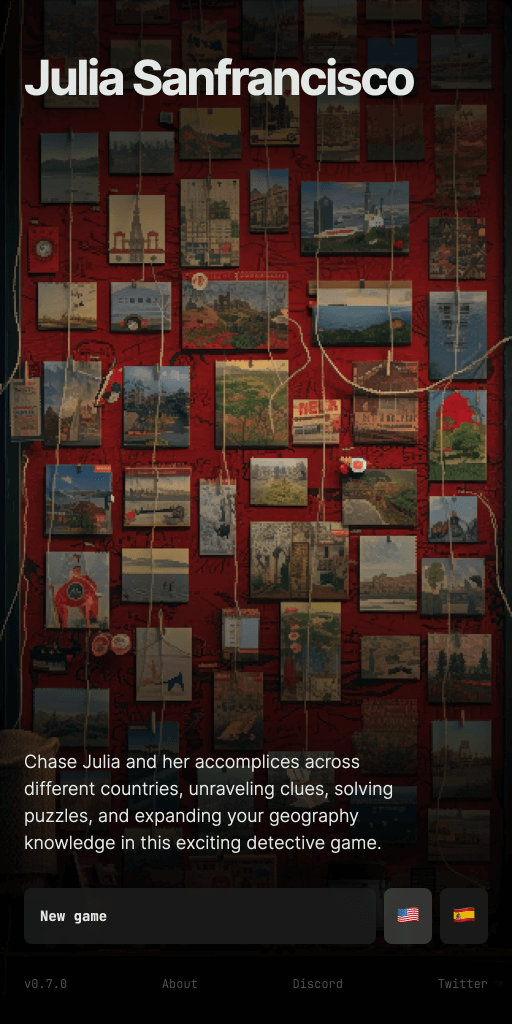 Julia Sanfrancisco
Chase Julia and her accomplices across
different countries, unraveling clues, solving
puzzles, and expanding your geography
knowledge in this exciting detective game.
New game
v0.7.0 About Discord Twitter